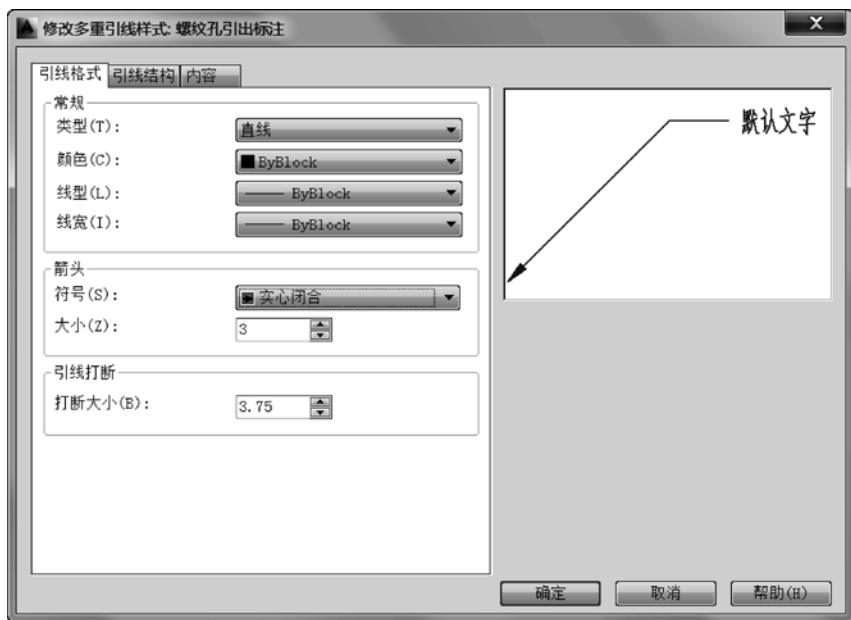 修改多重引线样式: 螺纹孔引出标注
引线格式 引线结构 内容
常规
类型(T): 直线
颜色(C): ByBlock
线型(L): ByBlock
线宽(I): ByBlock
箭头
符号(S): 实心闭合
大小(Z): 3
引线打断
打断大小(B): 3.75
默认文字
确定 取消 帮助(H)